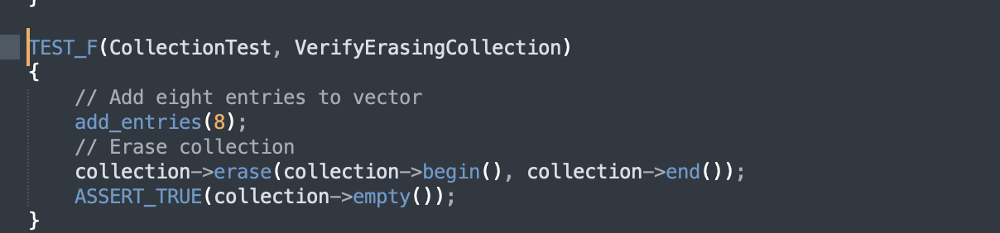 }
TEST_F(CollectionTest, VerifyErasingCollection)
{
    // Add eight entries to vector
    add_entries(8);
    // Erase collection
    collection->erase(collection->begin(), collection->end());
    ASSERT_TRUE(collection->empty());
}